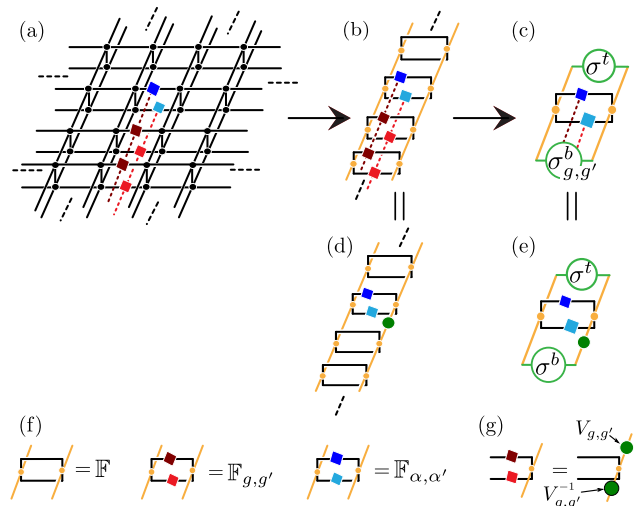 (a)
(b)
(c)
σ^t
σ^b_{g,g′}
=
=
(d)
(e)
σ^t
σ^b
(f)
= 𝔽
= 𝔽_{g,g′}
= 𝔽_{α,α′}
(g)
V_{g,g′}
=
V^{-1}_{g,g′}